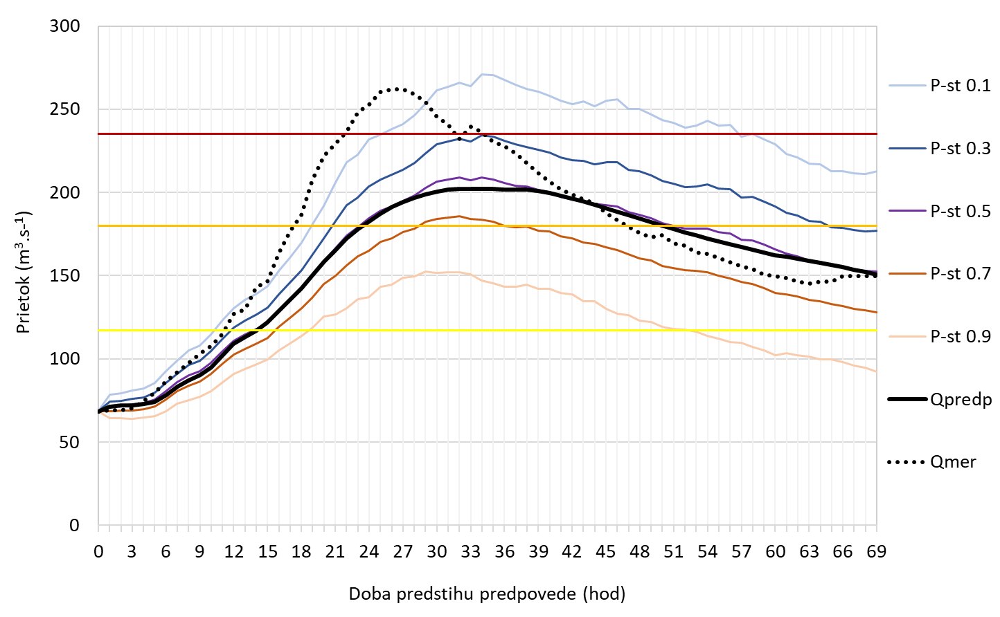 300
250
200
150
100
50
0
Prietok (m³.s-¹)
0 3 6 9 12 15 18 21 24 27 30 33 36 39 42 45 48 51 54 57 60 63 66 69
Doba predstihu predpovede (hod)
P-st 0.1
P-st 0.3
P-st 0.5
P-st 0.7
P-st 0.9
Qpredp
Qmer